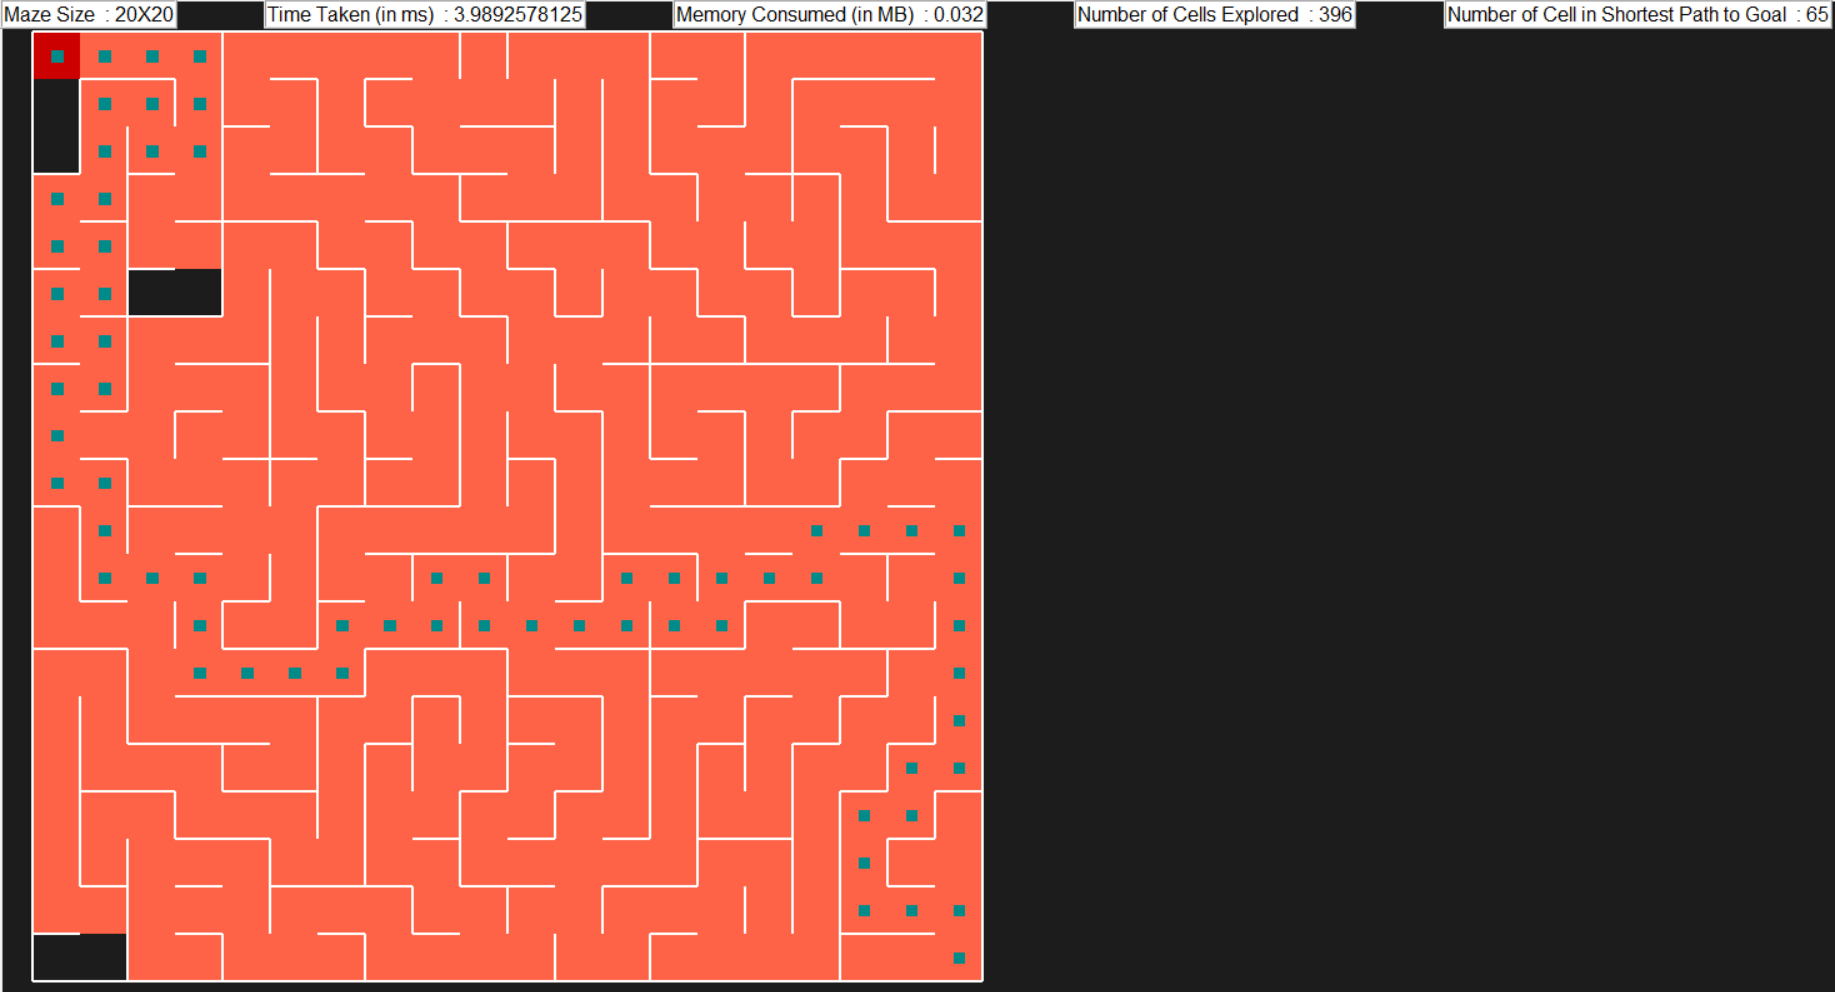 Maze Size  : 20X20
Time Taken (in ms)  : 3.9892578125
Memory Consumed (in MB)  : 0.032
Number of Cells Explored  : 396
Number of Cell in Shortest Path to Goal  : 65